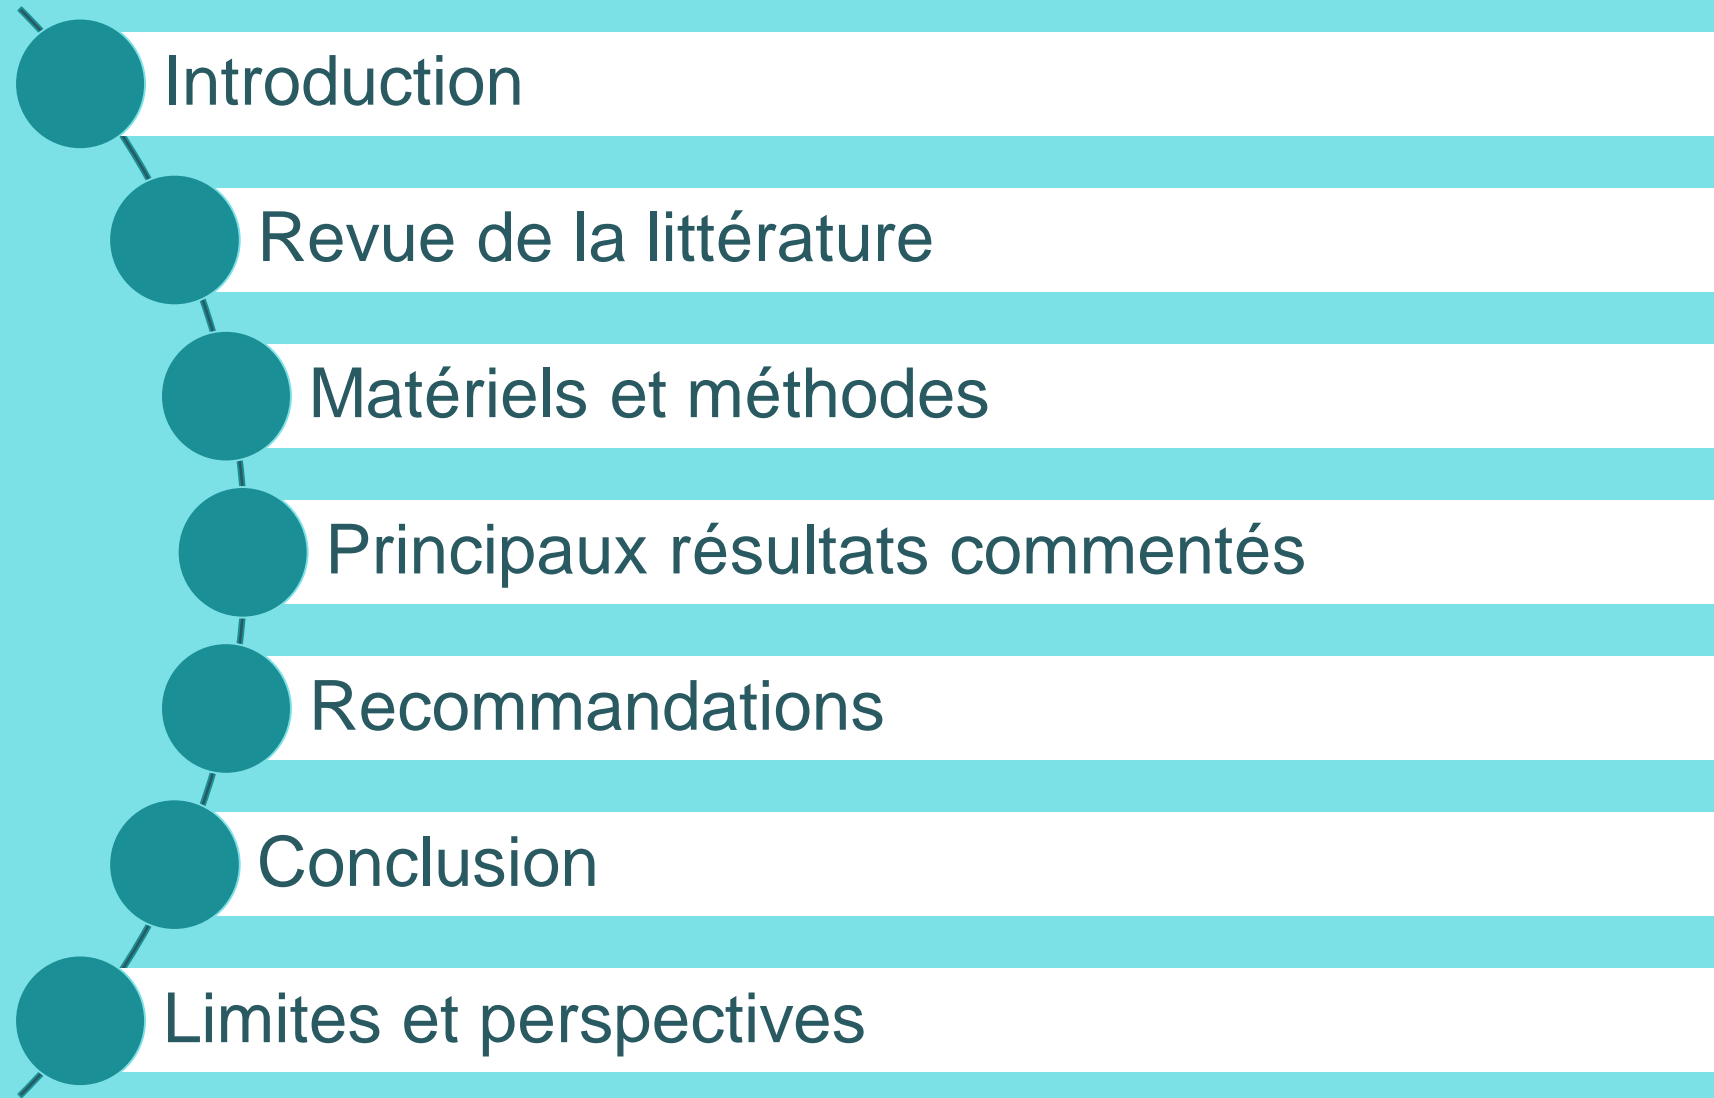 Introduction
Revue de la littérature
Matériels et méthodes
Principaux résultats commentés
Recommandations
Conclusion
Limites et perspectives